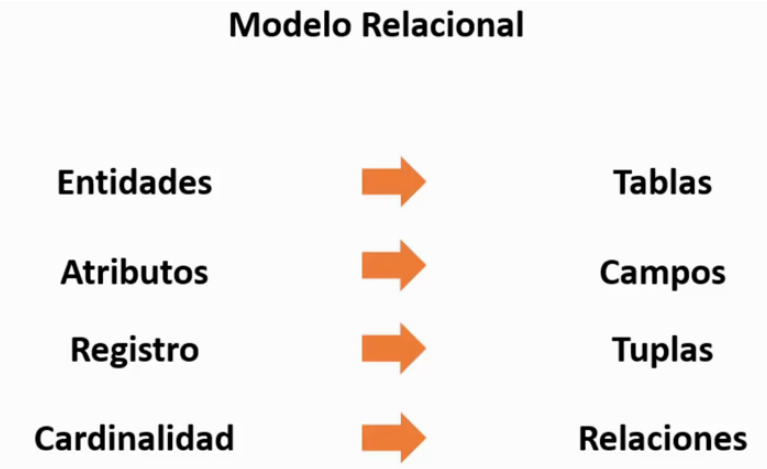 Modelo Relacional
Entidades Tablas
Atributos Campos
Registro Tuplas
Cardinalidad Relaciones